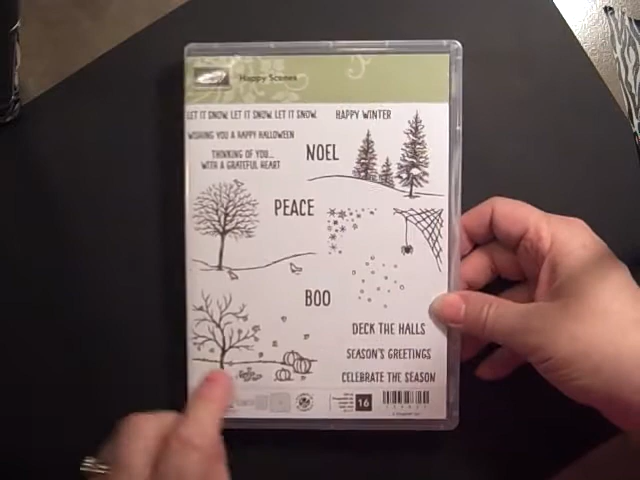 Happy Scenes
LET IT SNOW. LET IT SNOW. LET IT SNOW.
HAPPY WINTER
WISHING YOU A HAPPY HALLOWEEN
THINKING OF YOU...
WITH A GRATEFUL HEART
NOEL
PEACE
BOO
DECK THE HALLS
SEASON'S GREETINGS
CELEBRATE THE SEASON
16